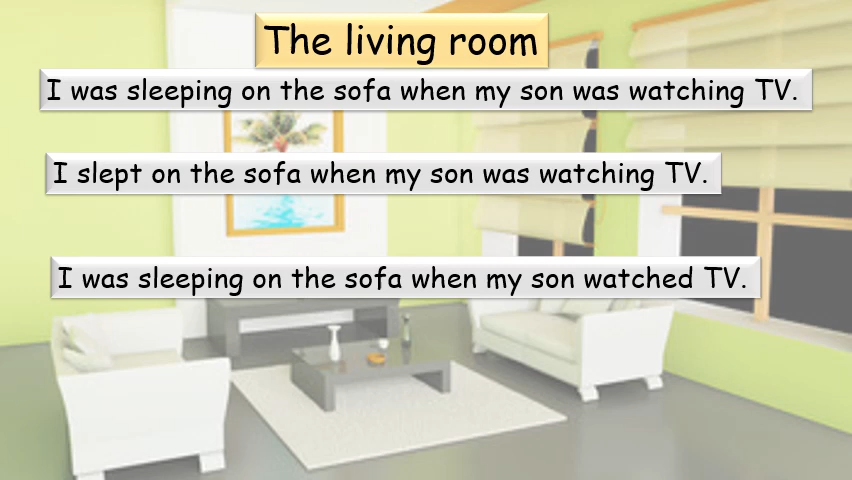 The living room
I was sleeping on the sofa when my son was watching TV.
I slept on the sofa when my son was watching TV.
I was sleeping on the sofa when my son watched TV.